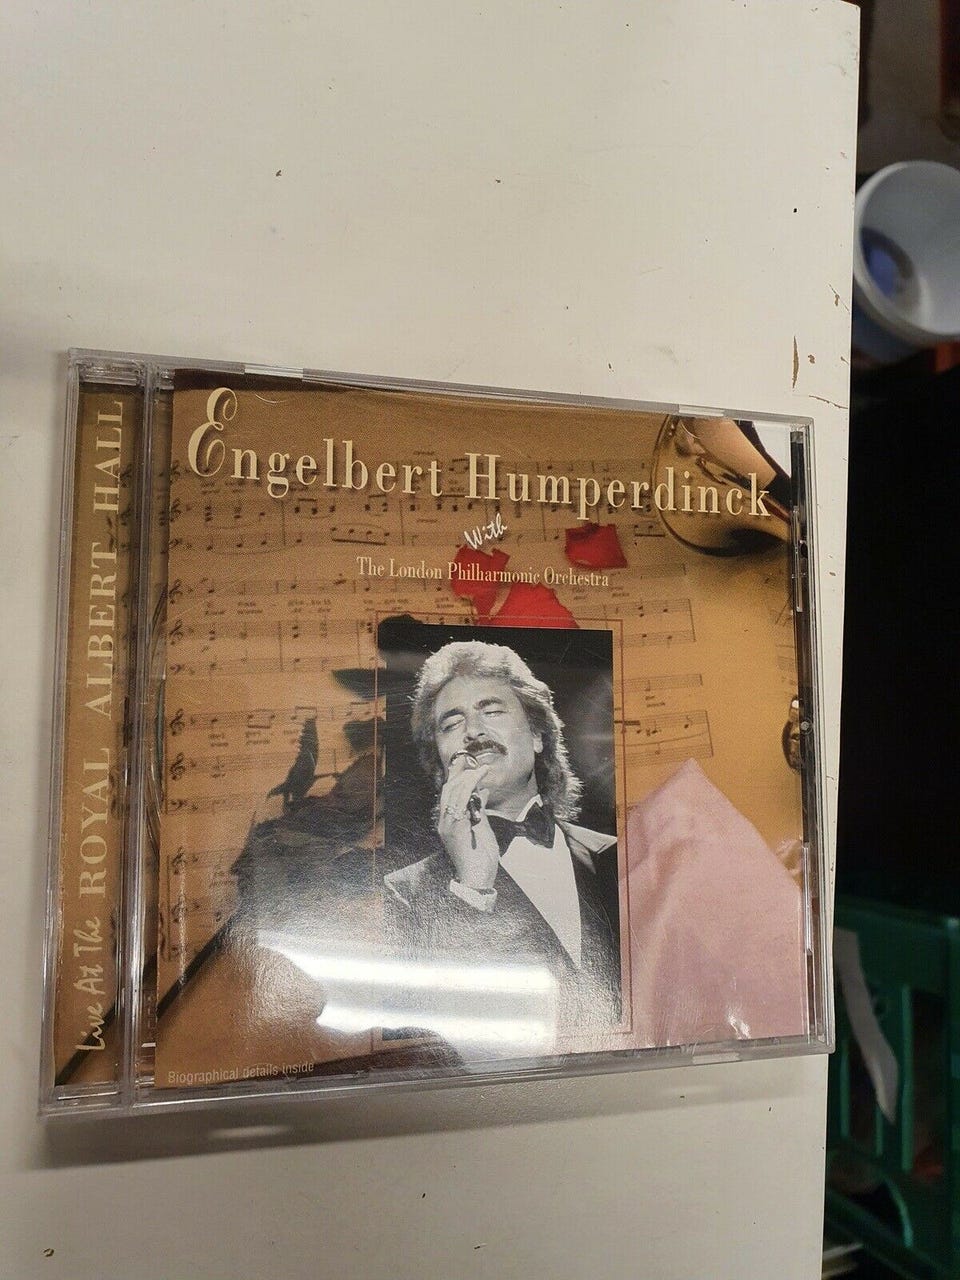 Engelbert Humperdinck
With
The London Philharmonic Orchestra
Live At The ROYAL ALBERT HALL
Biographical details inside